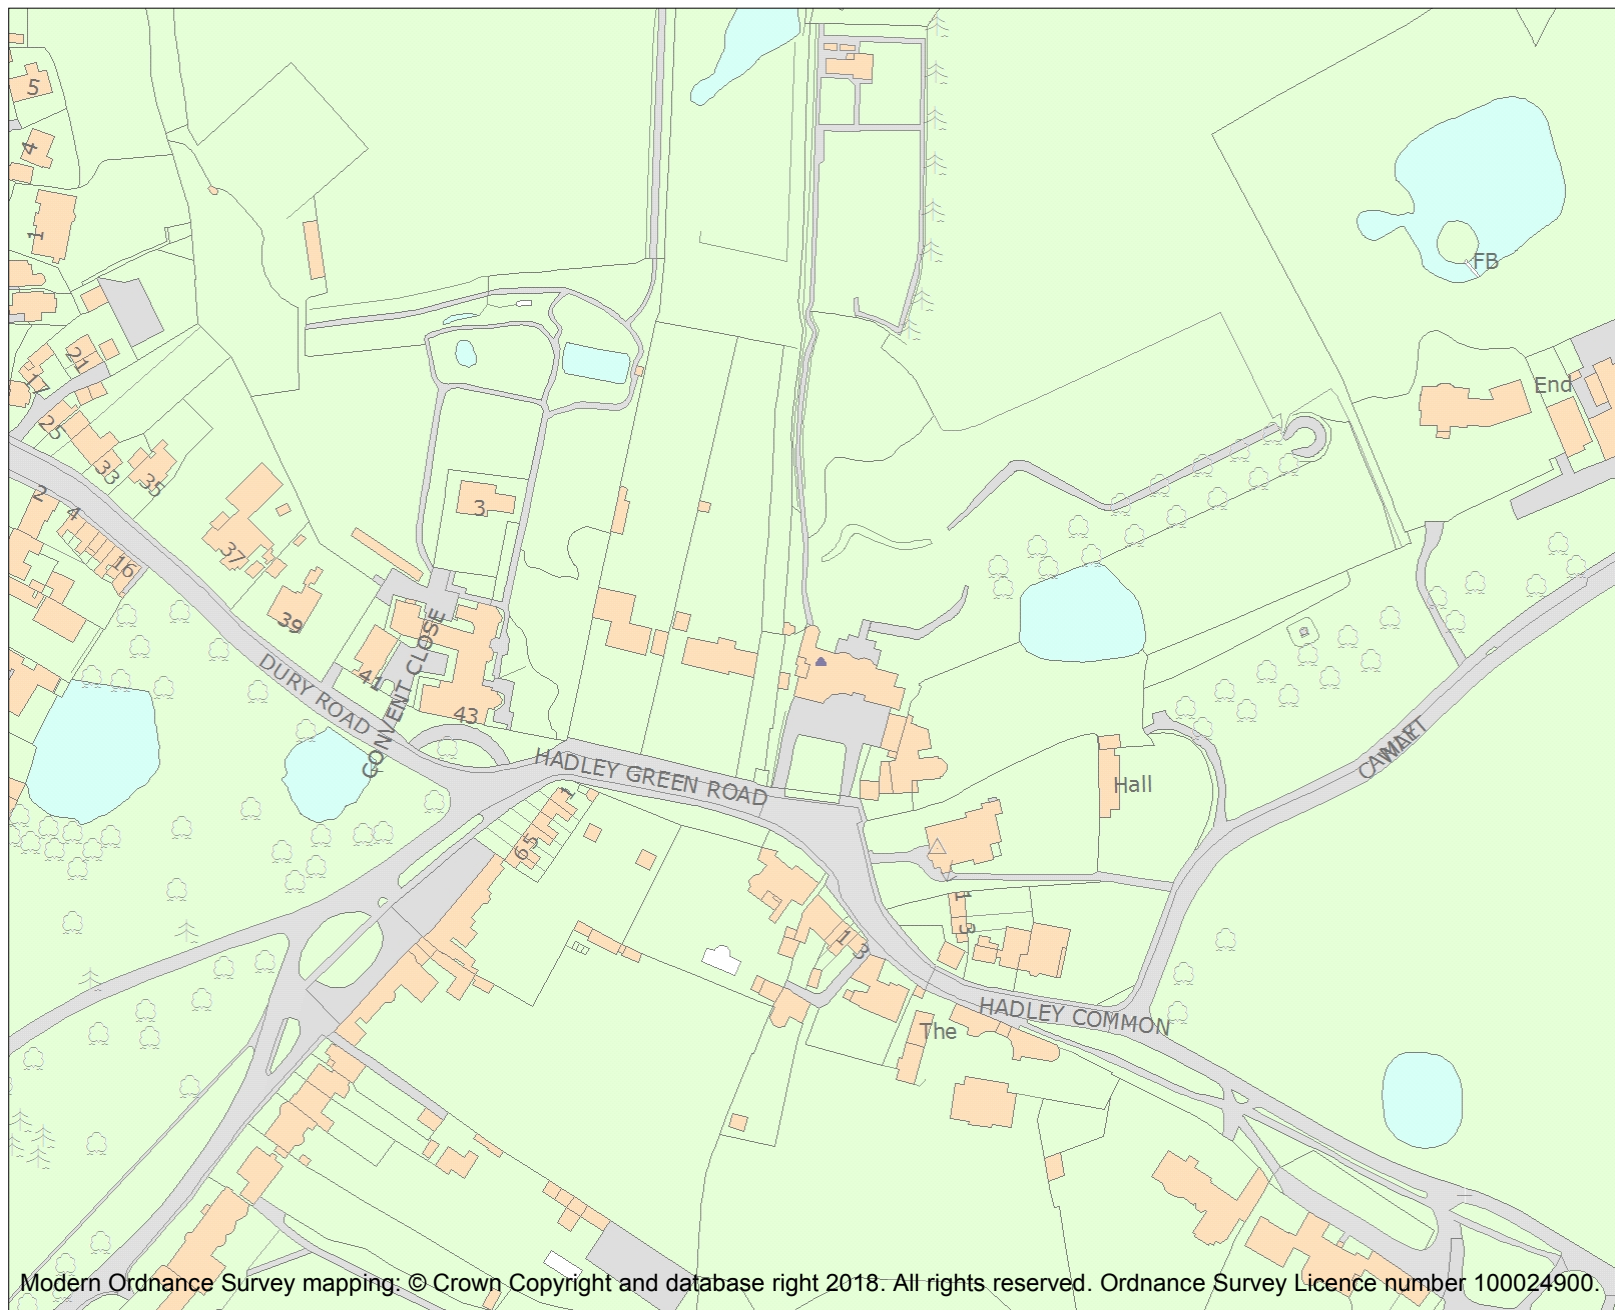 5
4
1
FB
21
17
End
25
33
35
3
2
4
37
16
39
41
CONVENT CLOSE
DURY ROAD
43
HADLEY GREEN ROAD
1
65
Hall
1
3
1
3
HADLEY COMMON
The
Modern Ordnance Survey mapping: © Crown Copyright and database right 2018. All rights reserved. Ordnance Survey Licence number 100024900.